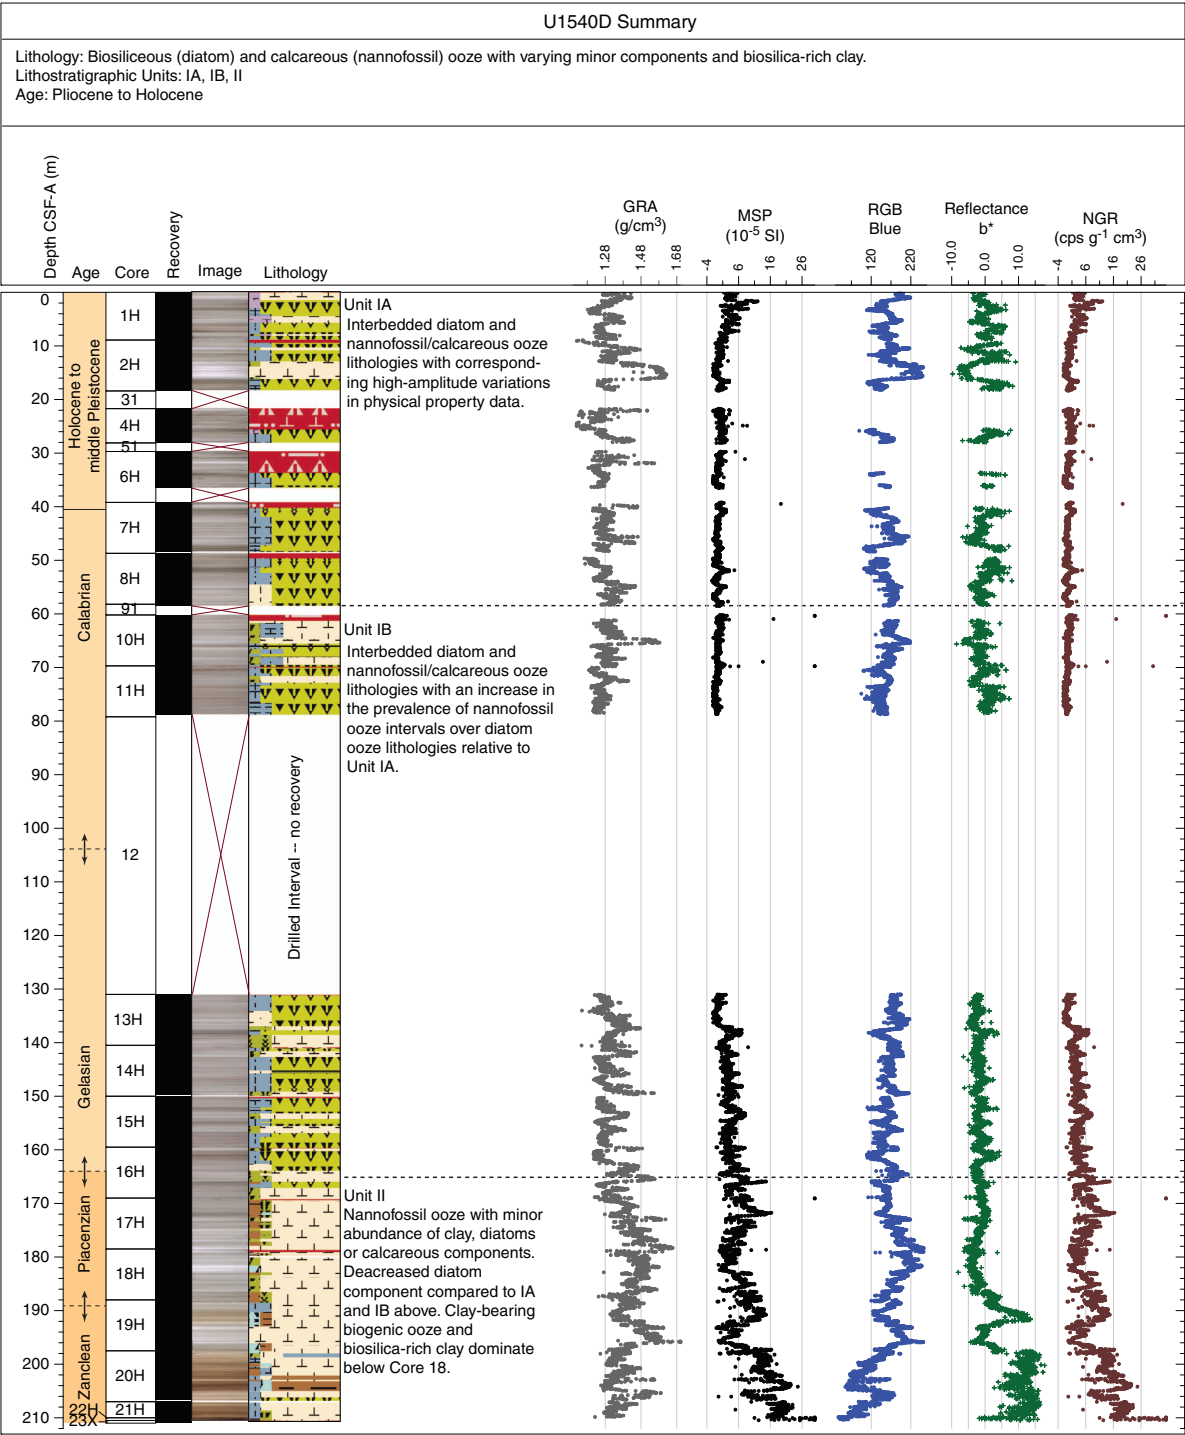 U1540D Summary
Lithology: Biosiliceous (diatom) and calcareous (nannofossil) ooze with varying minor components and biosilica-rich clay.
Lithostratigraphic Units: IA, IB, II
Age: Pliocene to Holocene
Depth CSF-A (m)
Age
Core
Recovery
Image
Lithology
GRA
(g/cm³)
1.28 1.48 1.68
MSP
(10⁻⁵ SI)
-4 6 16 26
RGB
Blue
120 220
Reflectance
b*
-10.0 0.0 10.0
NGR
(cps g⁻¹ cm³)
-4 6 16 26
0
10
20
30
40
50
60
70
80
90
100
110
120
130
140
150
160
170
180
190
200
210
Holocene to
middle Pleistocene
Calabrian
Gelasian
Piacenzian
Zanclean
1H
2H
31
4H
51
6H
7H
8H
91
10H
11H
12
13H
14H
15H
16H
17H
18H
19H
20H
21H
22H
23X
Drilled Interval -- no recovery
Unit IA
Interbedded diatom and
nannofossil/calcareous ooze
lithologies with correspond-
ing high-amplitude variations
in physical property data.
Unit IB
Interbedded diatom and
nannofossil/calcareous ooze
lithologies with an increase in
the prevalence of nannofossil
ooze intervals over diatom
ooze lithologies relative to
Unit IA.
Unit II
Nannofossil ooze with minor
abundance of clay, diatoms
or calcareous components.
Deacreased diatom
component compared to IA
and IB above. Clay-bearing
biogenic ooze and
biosilica-rich clay dominate
below Core 18.